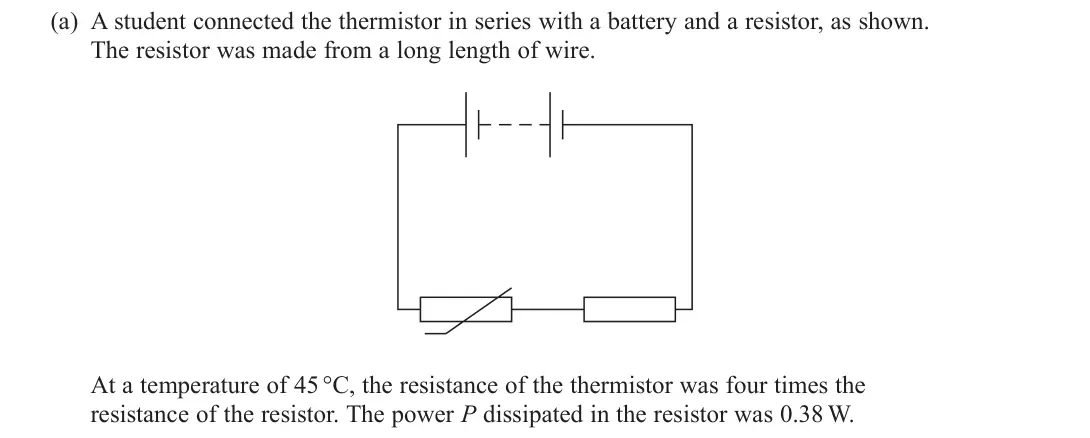 (a) A student connected the thermistor in series with a battery and a resistor, as shown.
The resistor was made from a long length of wire.
At a temperature of 45 °C, the resistance of the thermistor was four times the
resistance of the resistor. The power P dissipated in the resistor was 0.38 W.